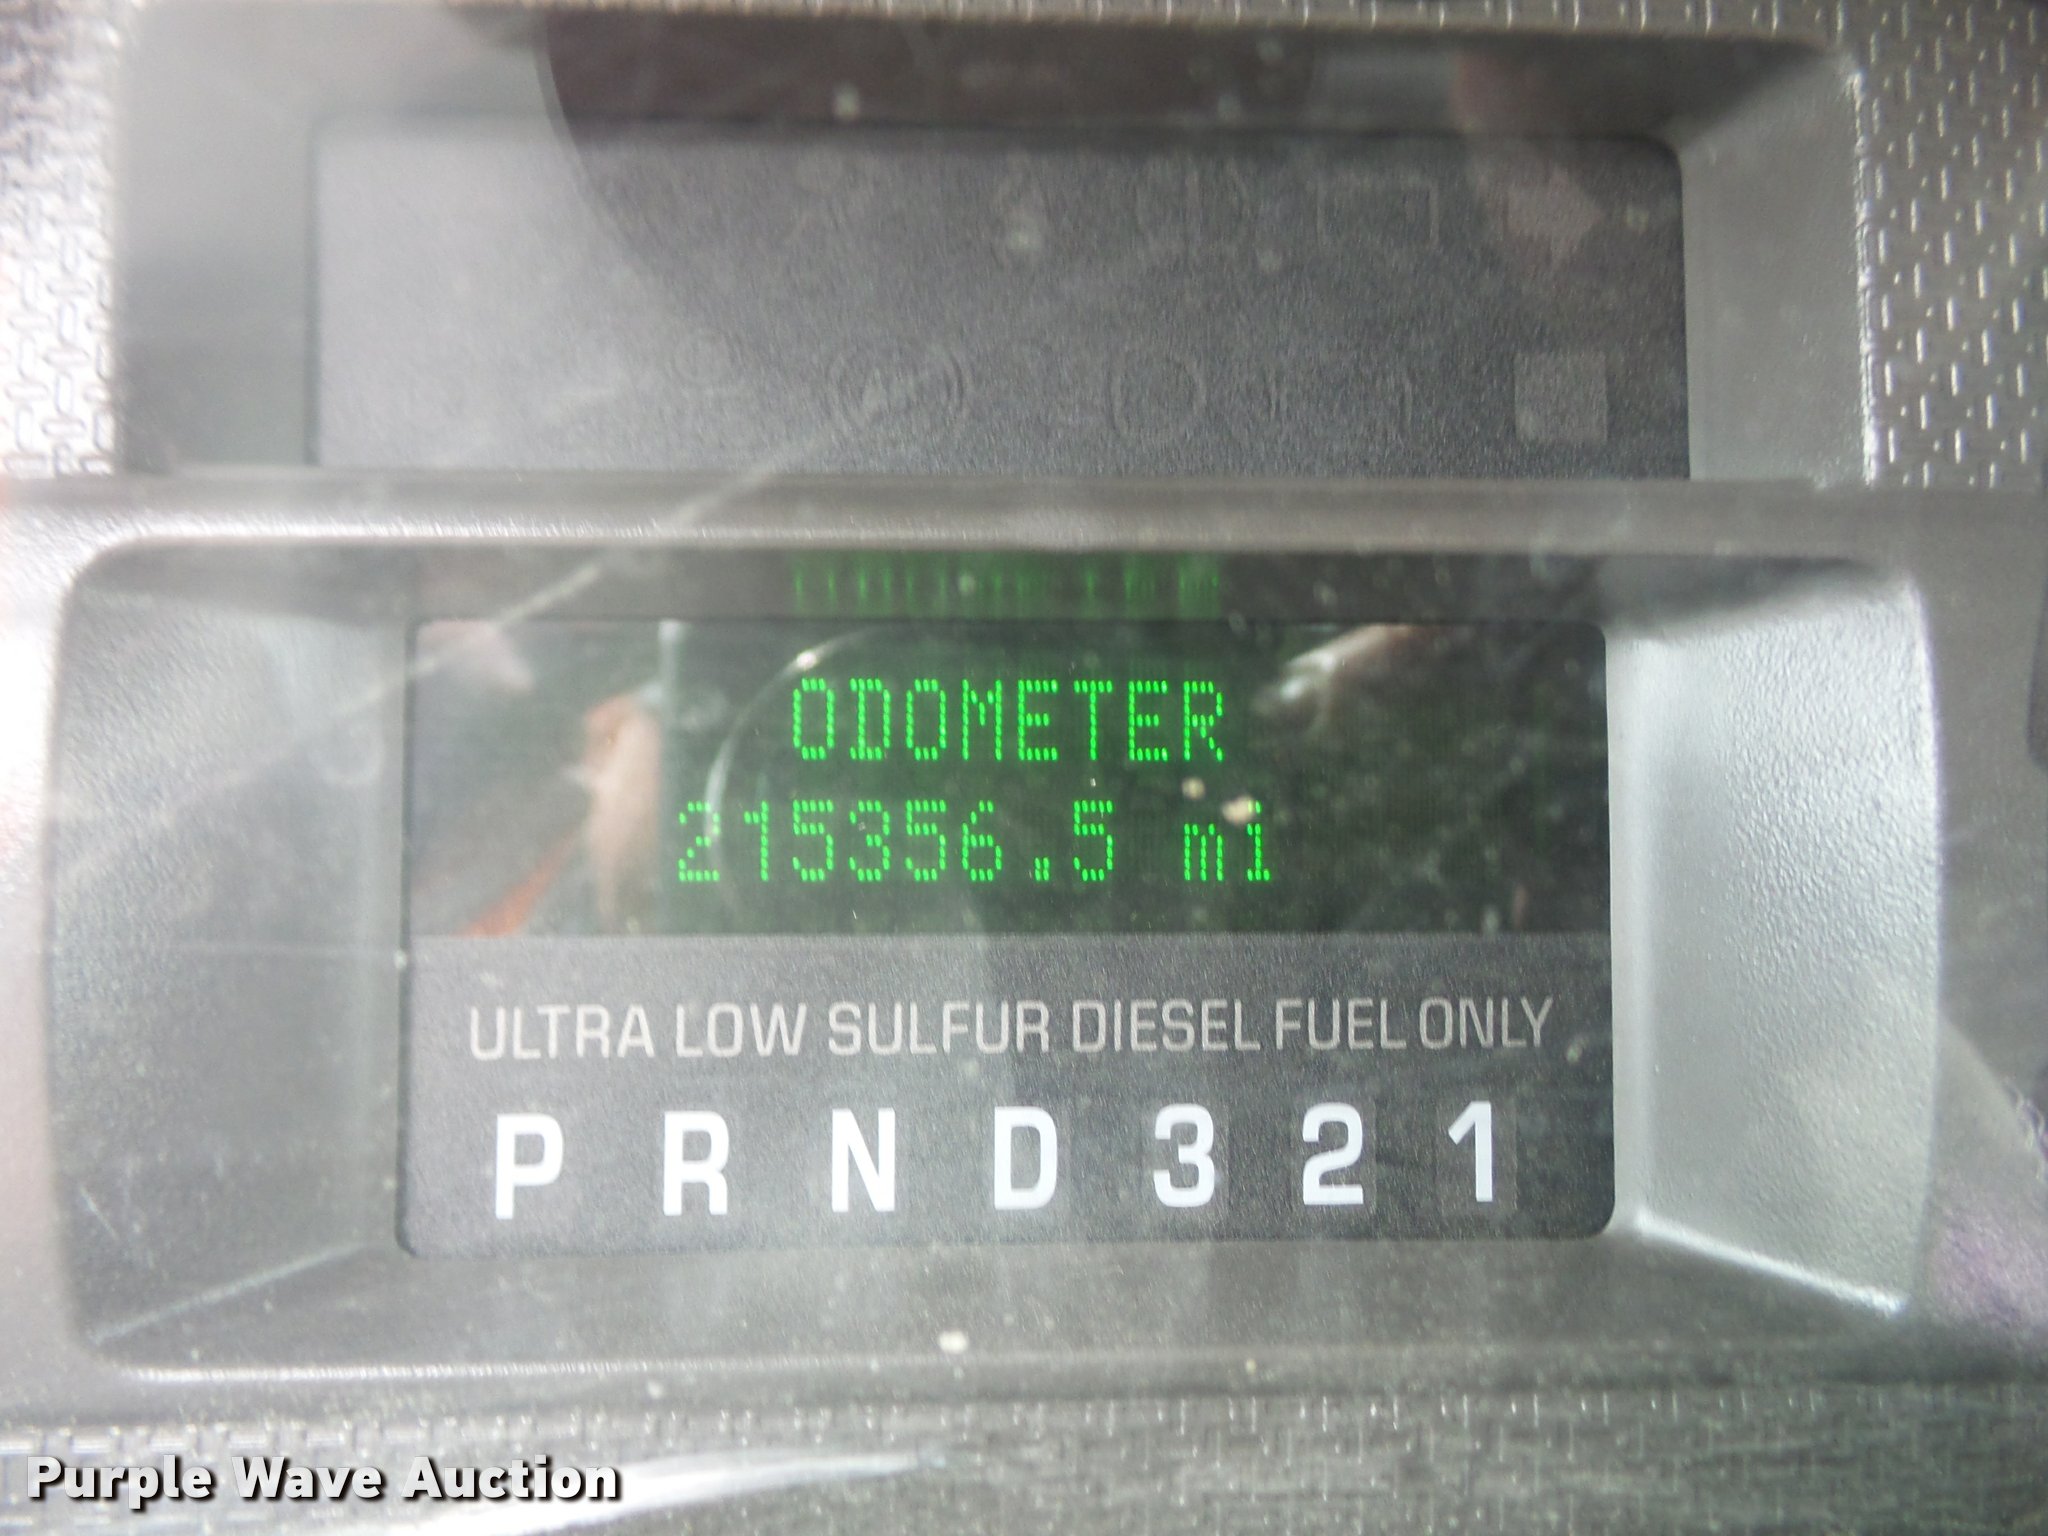 ODOMETER
215356.5 mi
ULTRA LOW SULFUR DIESEL FUEL ONLY
P R N D 3 2 1
Purple Wave Auction